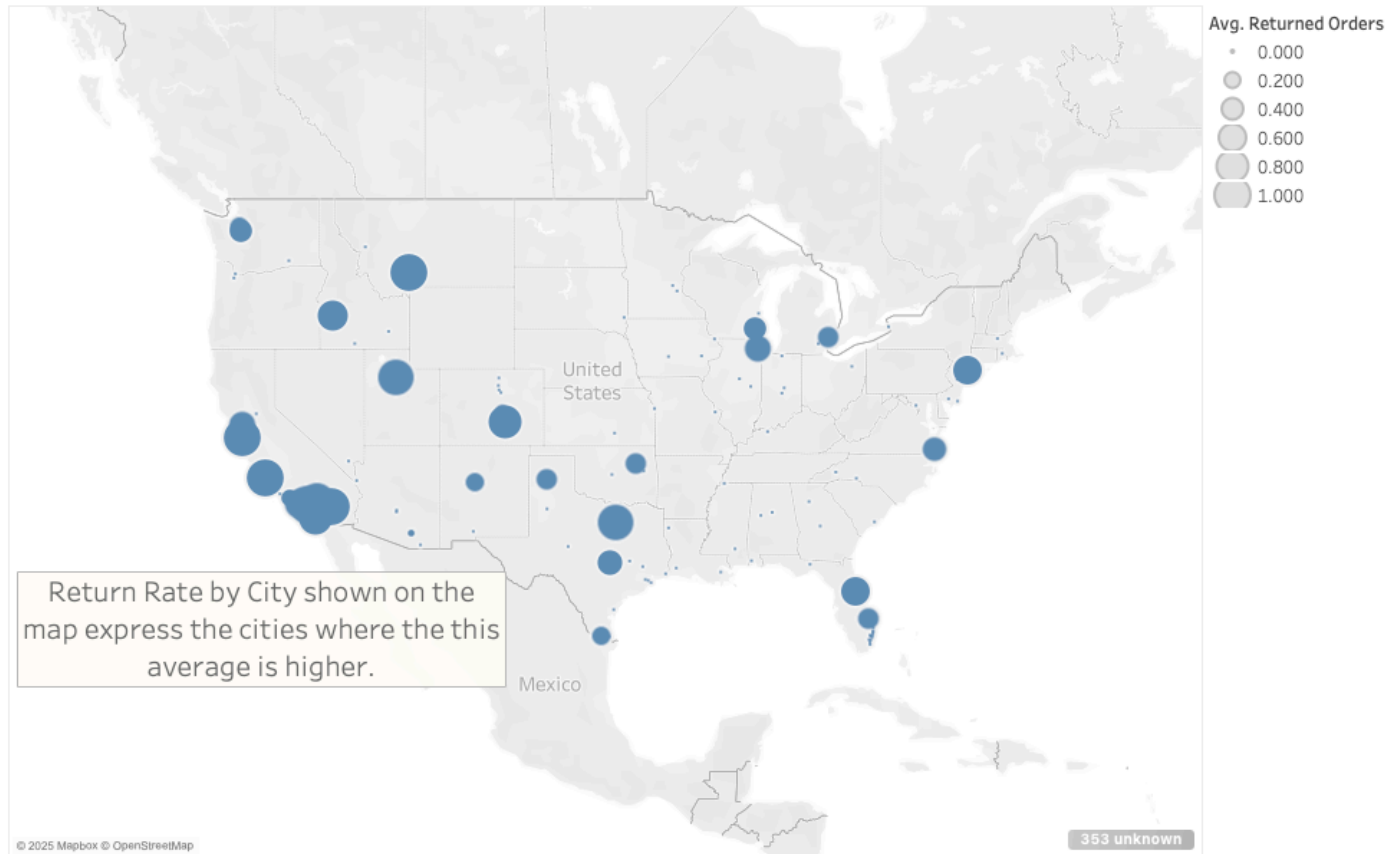 Avg. Returned Orders
0.000
0.200
0.400
0.600
0.800
1.000
United
States
Return Rate by City shown on the
map express the cities where the this
average is higher.
Mexico
© 2025 Mapbox © OpenStreetMap
353 unknown